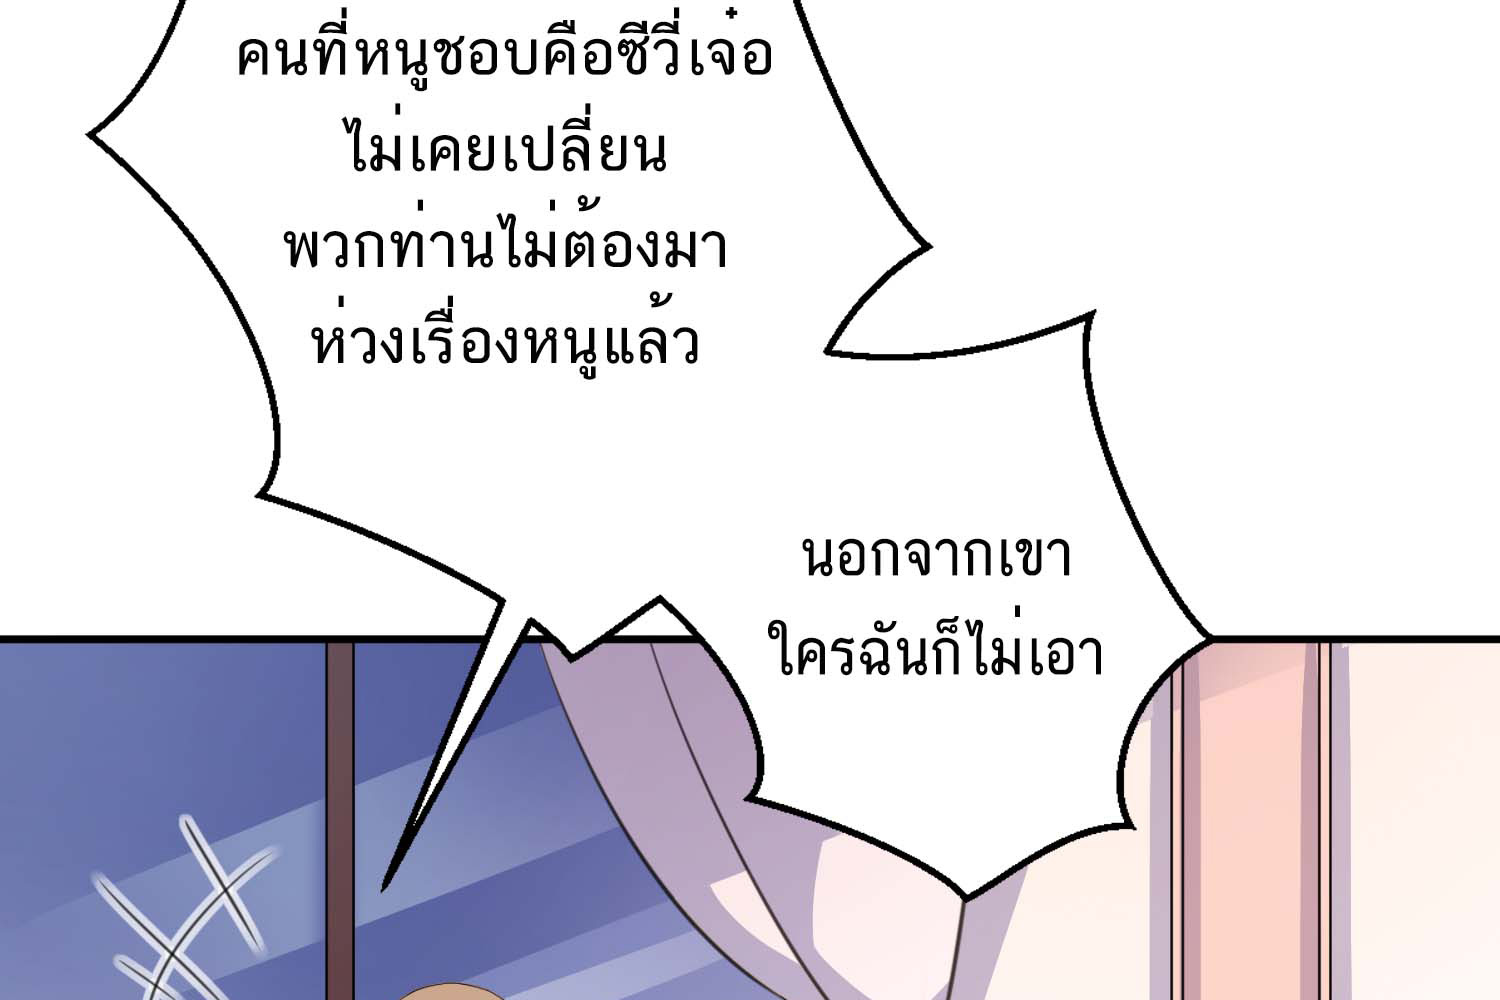 คนที่หนูชอบคือซีวี่เจ๋อ
ไม่เคยเปลี่ยน
พวกท่านไม่ต้องมา
ห่วงเรื่องหนูแล้ว
นอกจากเขา
ใครฉันก็ไม่เอา